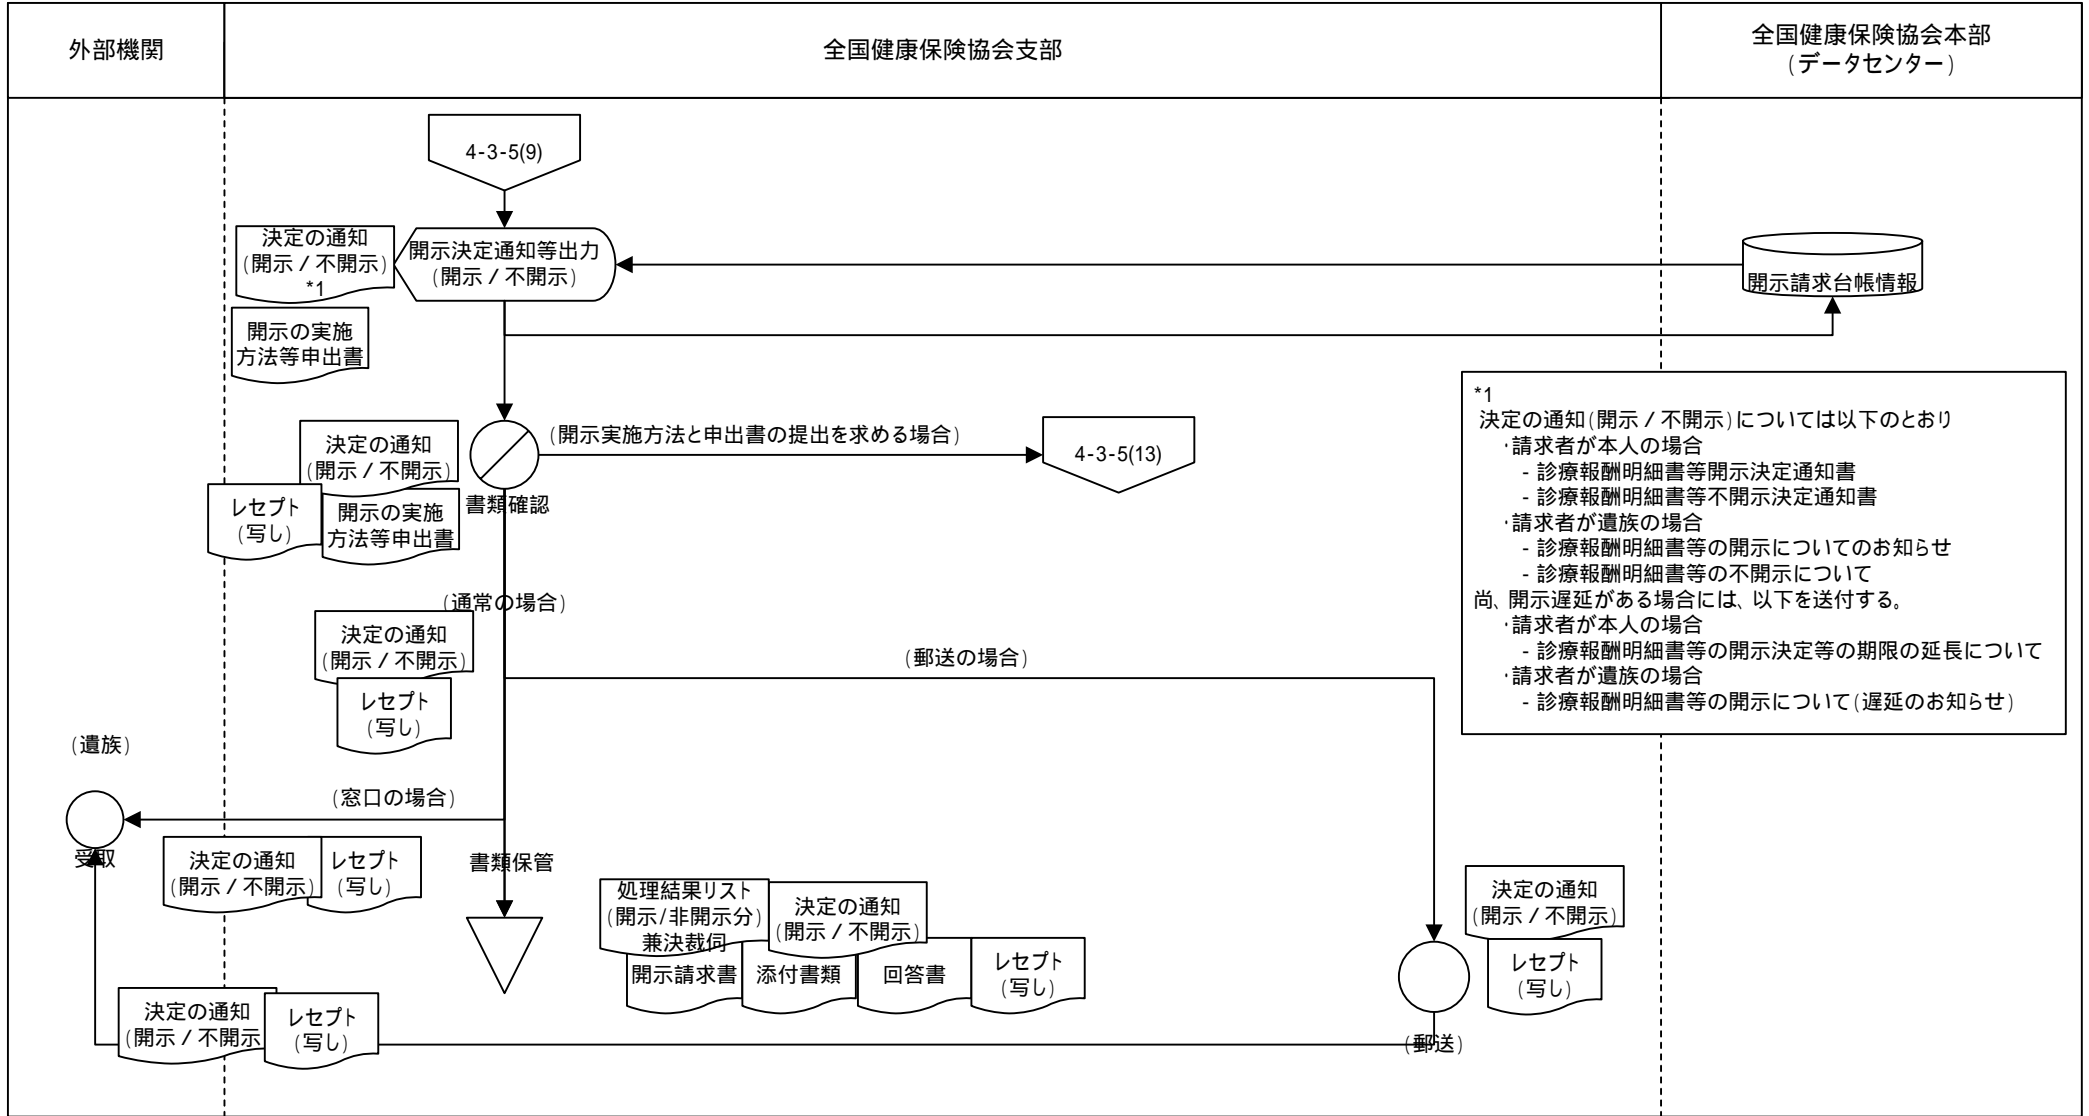 外部機関
全国健康保険協会支部
全国健康保険協会本部
(データセンター)
4-3-5(9)
決定の通知
(開示/不開示)
*1
開示決定通知等出力
(開示/不開示)
開示請求台帳情報
開示の実施
方法等申出書
決定の通知
(開示/不開示)
レセプト
(写し)
開示の実施
方法等申出書
書類確認
(開示実施方法と申出書の提出を求める場合)
4-3-5(13)
*1
決定の通知(開示/不開示)については以下のとおり
・請求者が本人の場合
- 診療報酬明細書等開示決定通知書
- 診療報酬明細書等不開示決定通知書
・請求者が遺族の場合
- 診療報酬明細書等の開示についてのお知らせ
- 診療報酬明細書等の不開示について
尚、開示遅延がある場合には、以下を送付する。
・請求者が本人の場合
- 診療報酬明細書等の開示決定等の期限の延長について
・請求者が遺族の場合
- 診療報酬明細書等の開示について(遅延のお知らせ)
(通常の場合)
決定の通知
(開示/不開示)
レセプト
(写し)
(郵送の場合)
(遺族)
(窓口の場合)
受取
決定の通知
(開示/不開示)
レセプト
(写し)
書類保管
処理結果リスト
(開示/非開示分)
兼決裁伺
決定の通知
(開示/不開示)
開示請求書
添付書類
回答書
レセプト
(写し)
決定の通知
(開示/不開示)
レセプト
(写し)
決定の通知
(開示/不開示
レセプト
(写し)
(郵送)